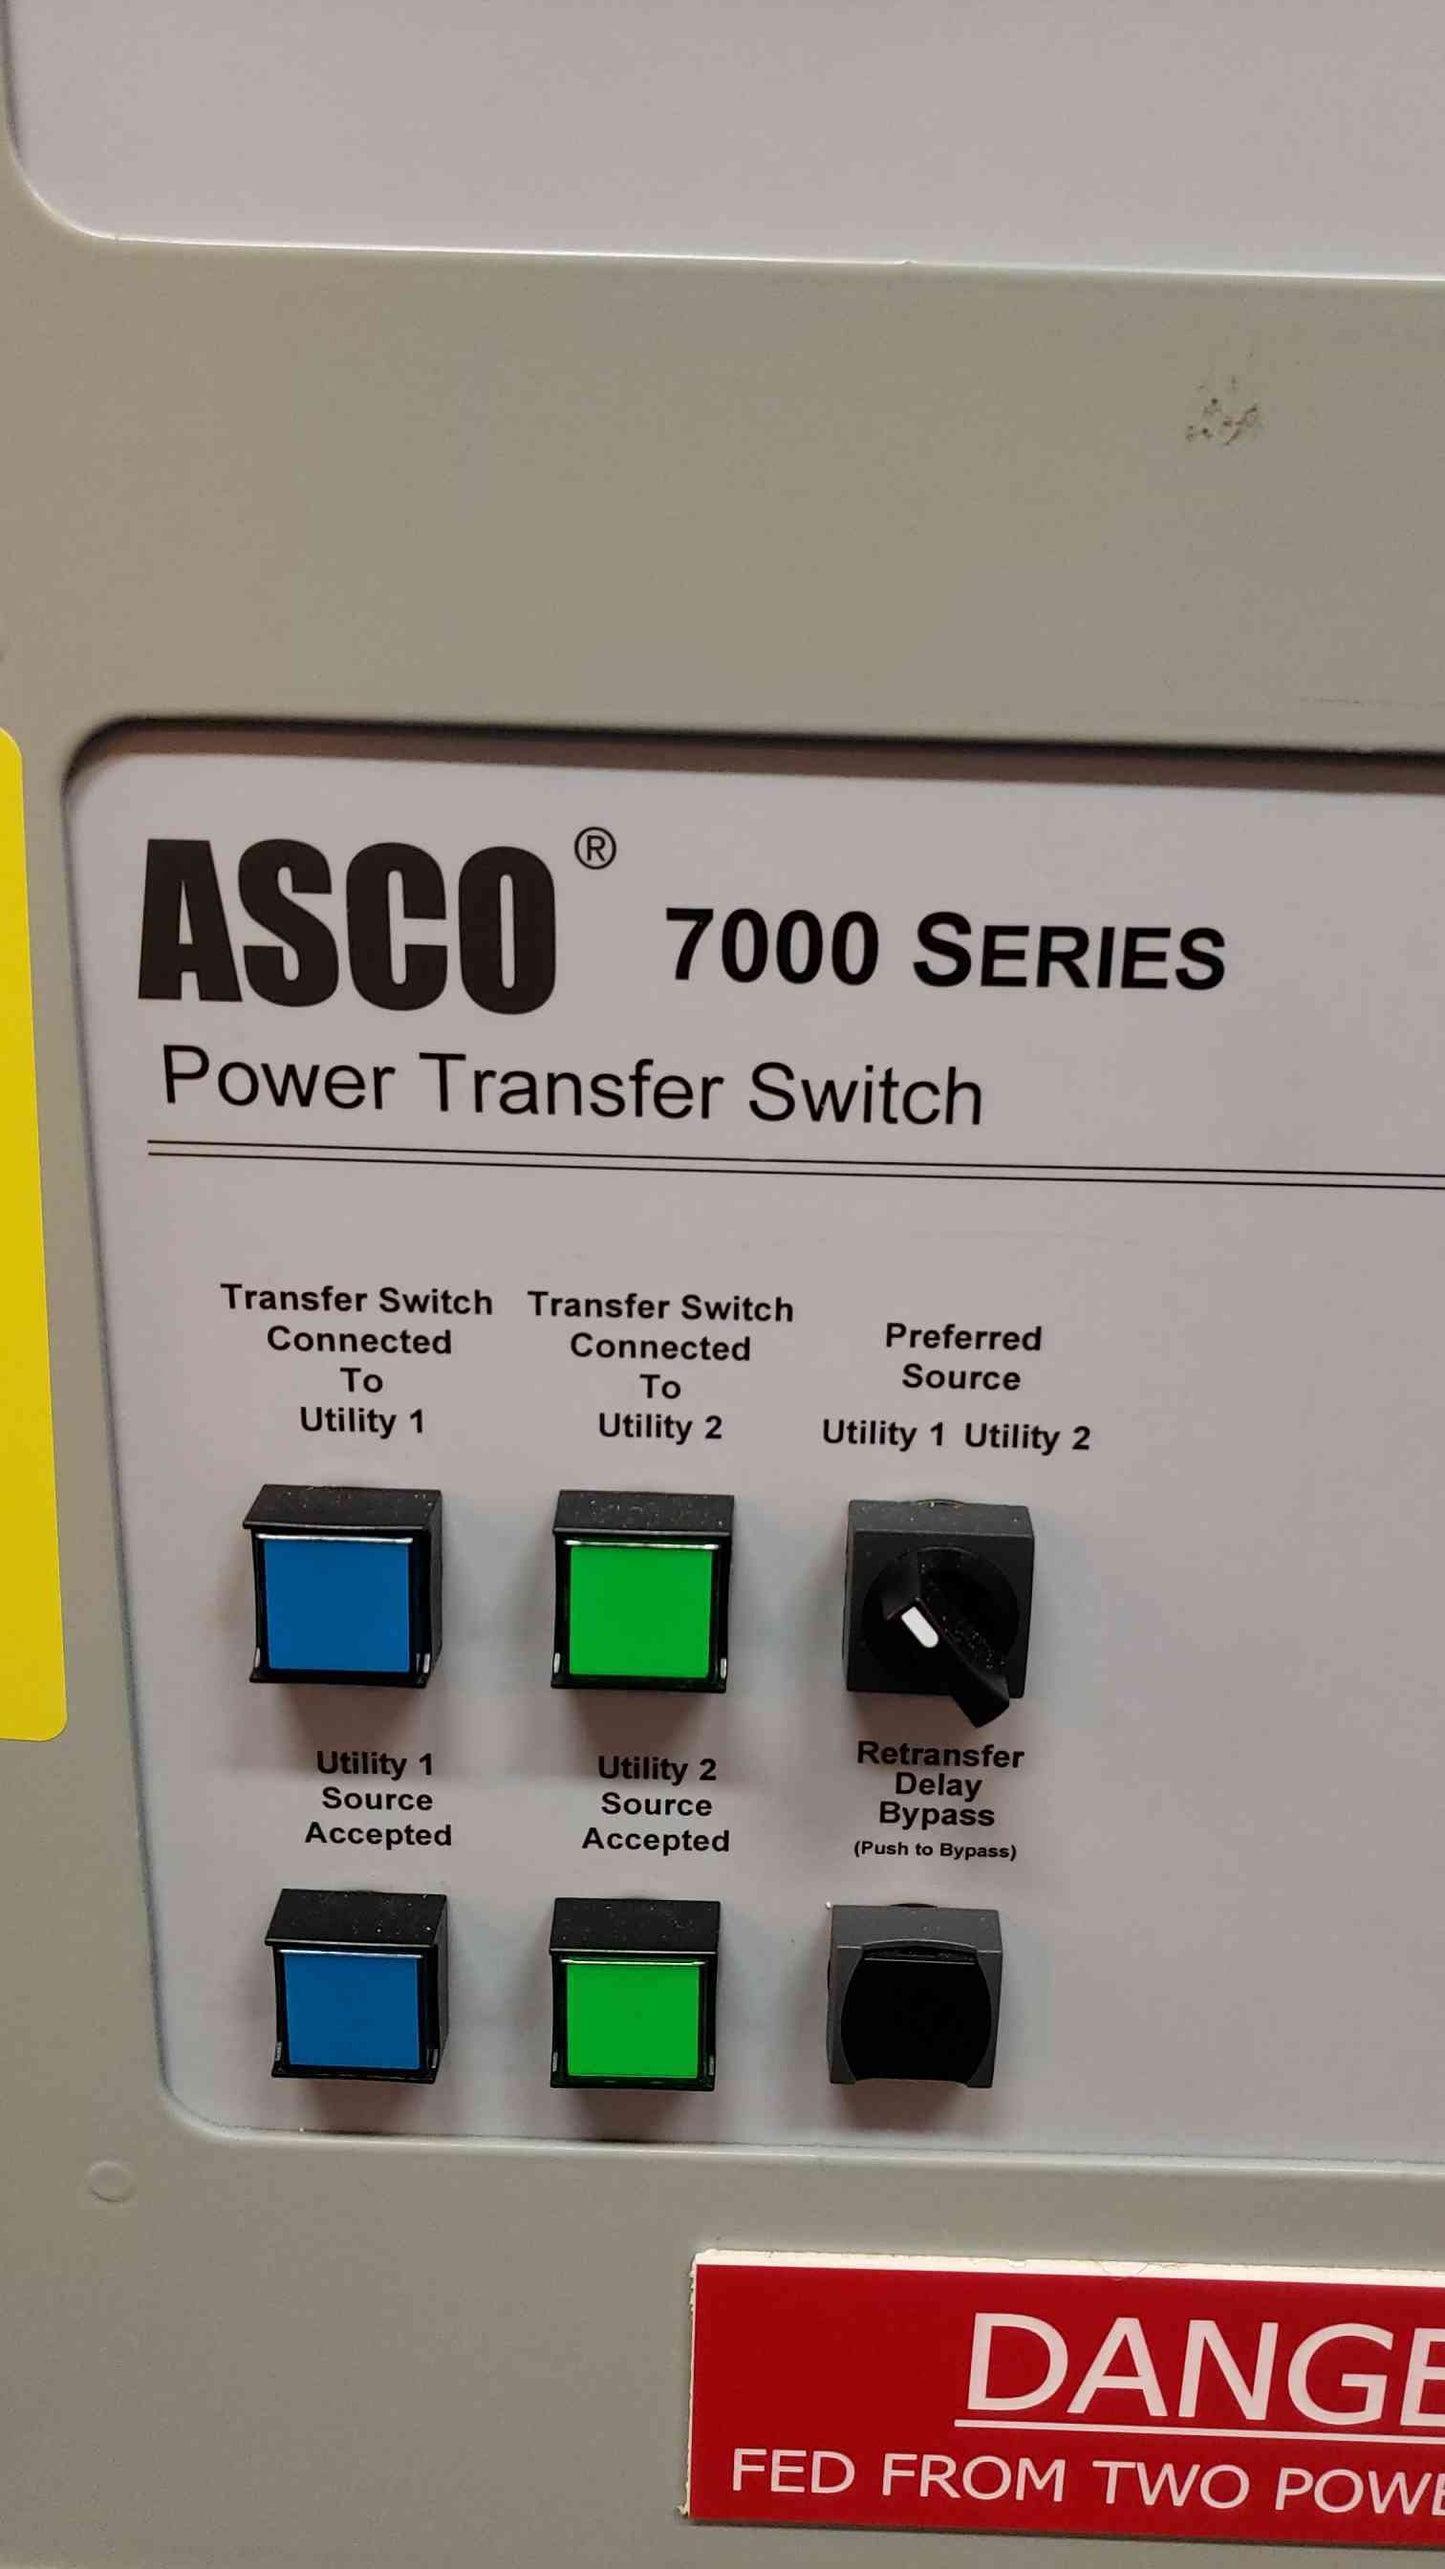 ASCO® 7000 SERIES
Power Transfer Switch
Transfer Switch
Connected
To
Utility 1
Transfer Switch
Connected
To
Utility 2
Preferred
Source
Utility 1 Utility 2
Utility 1
Source
Accepted
Utility 2
Source
Accepted
Retransfer
Delay
Bypass
(Push to Bypass)
DANGE
FED FROM TWO POWE